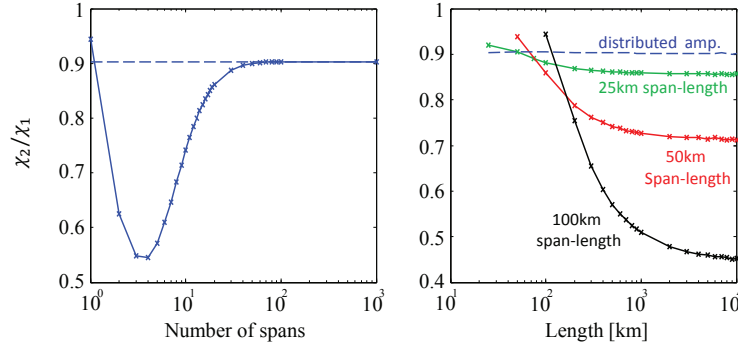 1
0.9
0.8
0.7
0.6
0.5
χ2/χ1
10^0
10^1
10^2
10^3
Number of spans
1
0.9
0.8
0.7
0.6
0.5
0.4
distributed amp.
25km span-length
50km
Span-length
100km
span-length
10^1
10^2
10^3
10^4
Length [km]